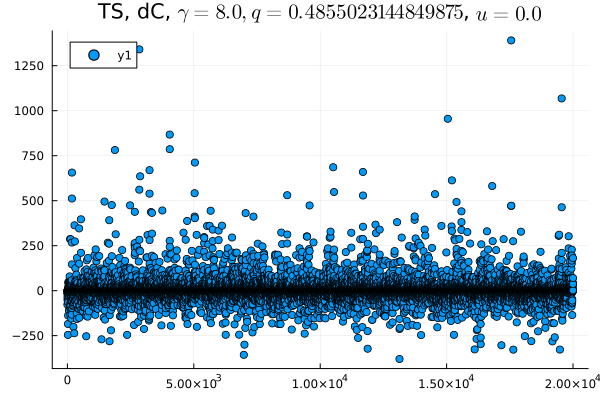 TS, dC, γ = 8.0, q = 0.4855023144849875, u = 0.0
y1
1250
1000
750
500
250
0
−250
0 5.00×10³ 1.00×10⁴ 1.50×10⁴ 2.00×10⁴